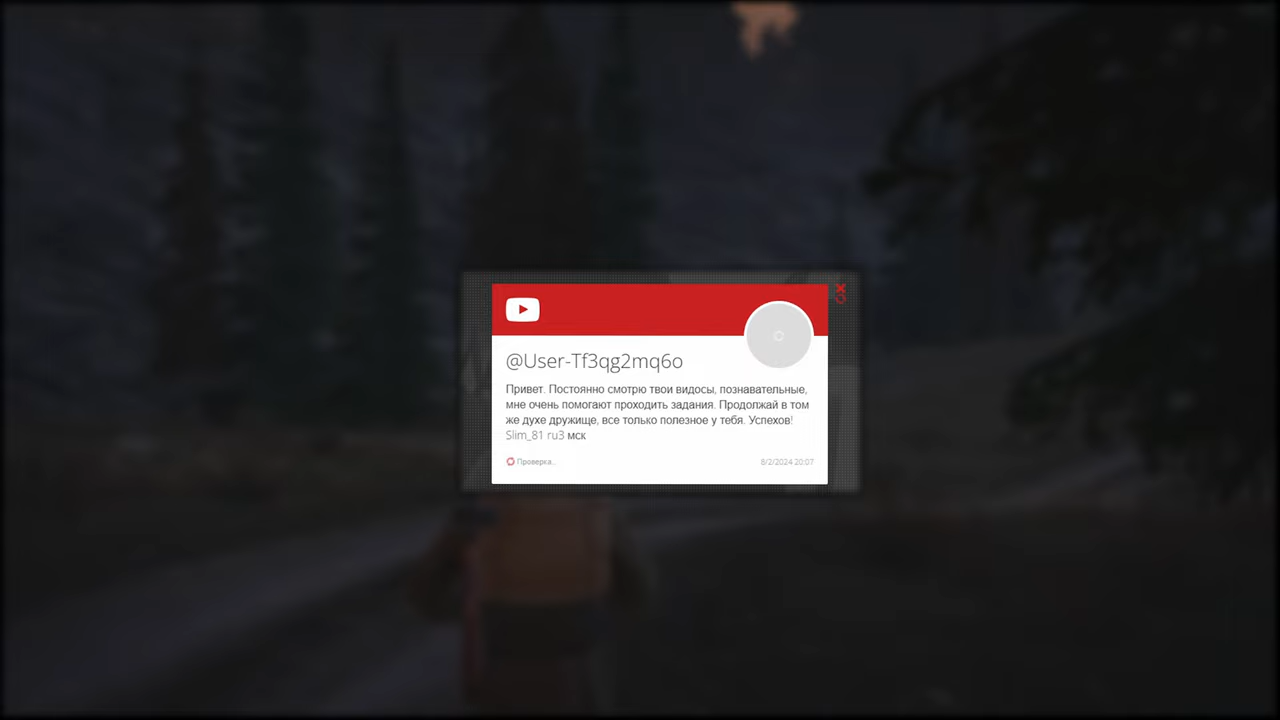 @User-Tf3qg2mq6o
Привет. Постоянно смотрю твои видосы, познавательные,
мне очень помогают проходить задания. Продолжай в том
же духе дружище, все только полезное у тебя. Успехов!
Slim_81 ru3 мск
Проверка...
8/2/2024 20:07